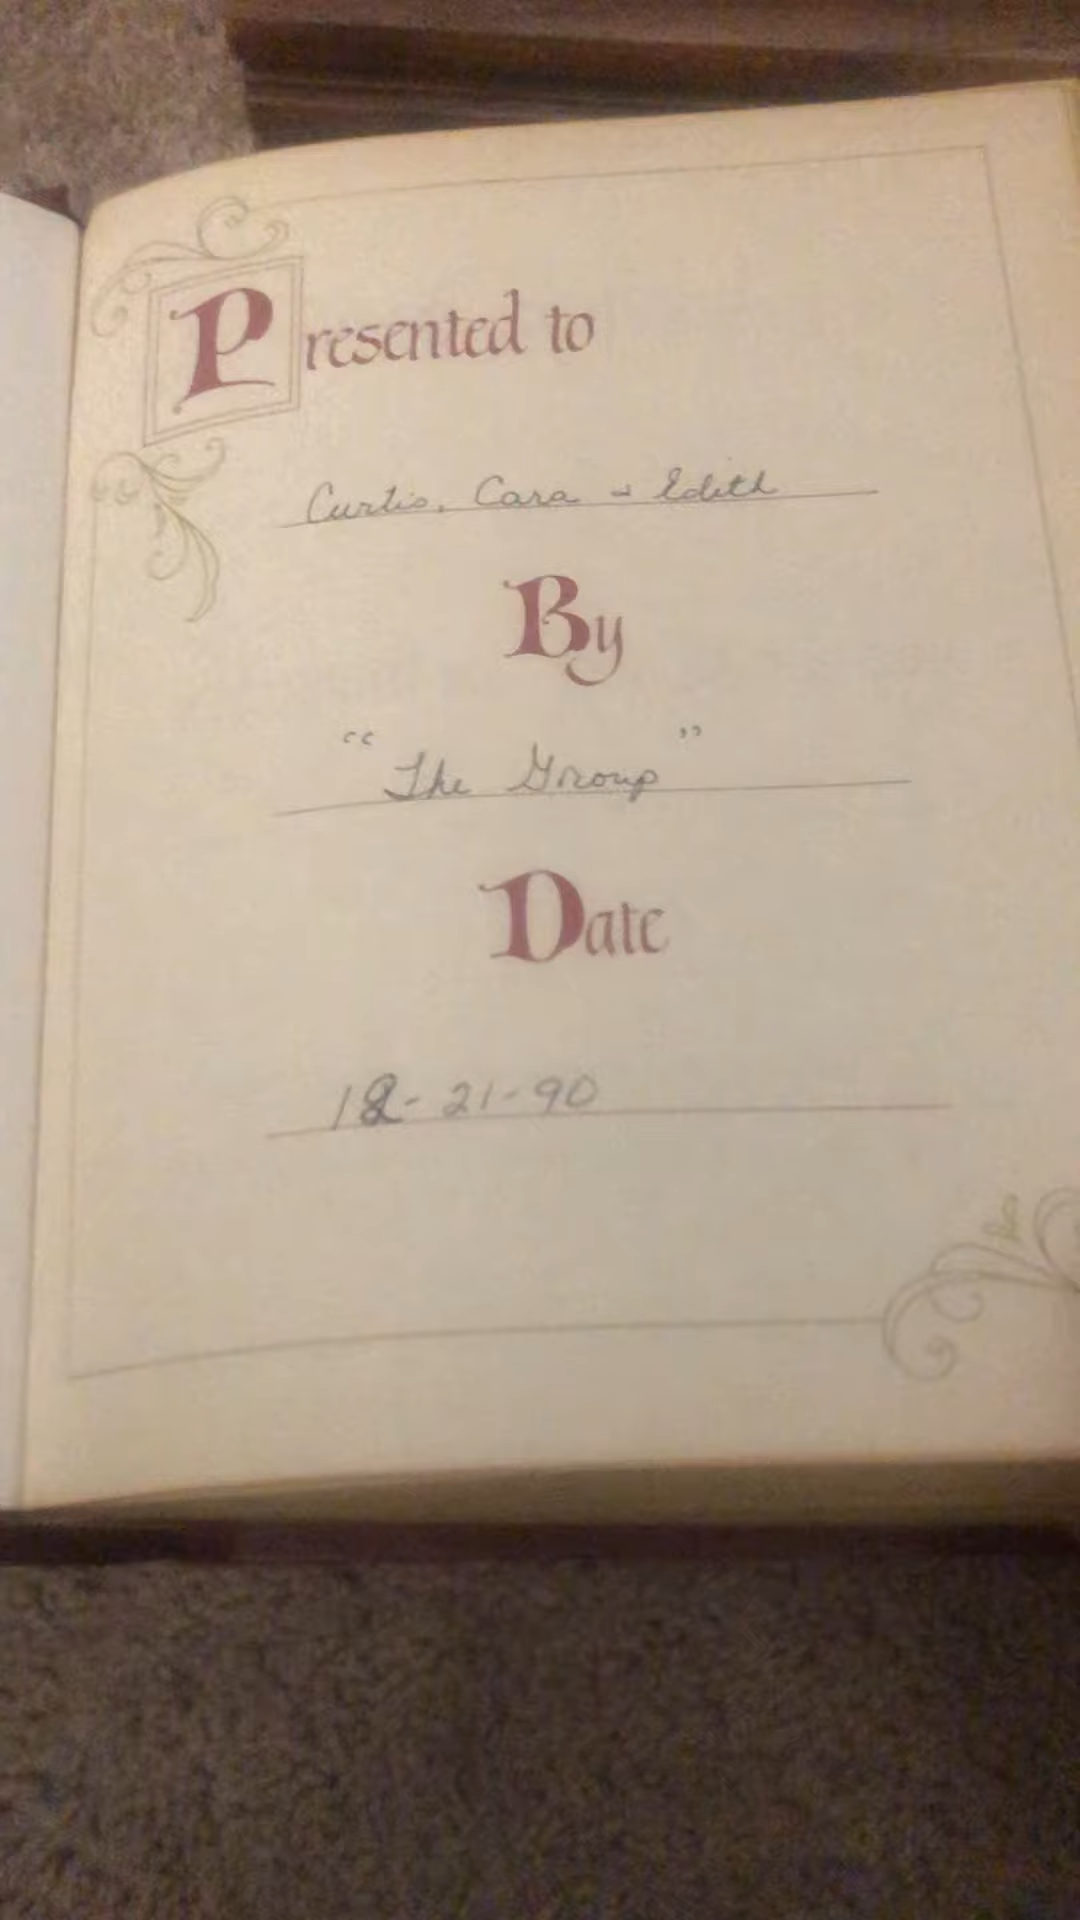 Presented to
Curtis, Cara & Edith
By
"The Group"
Date
12-21-90